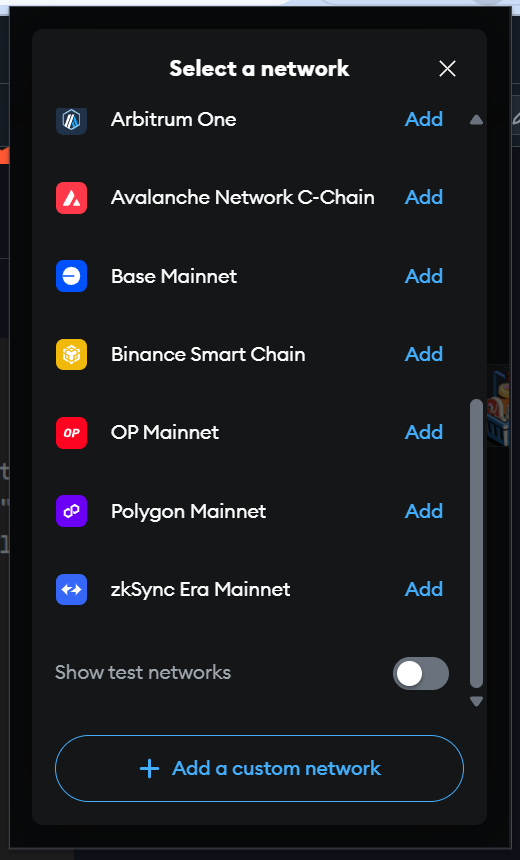 Select a network
Arbitrum One Add
Avalanche Network C-Chain Add
Base Mainnet Add
Binance Smart Chain Add
OP OP Mainnet Add
Polygon Mainnet Add
zkSync Era Mainnet Add
Show test networks
+ Add a custom network